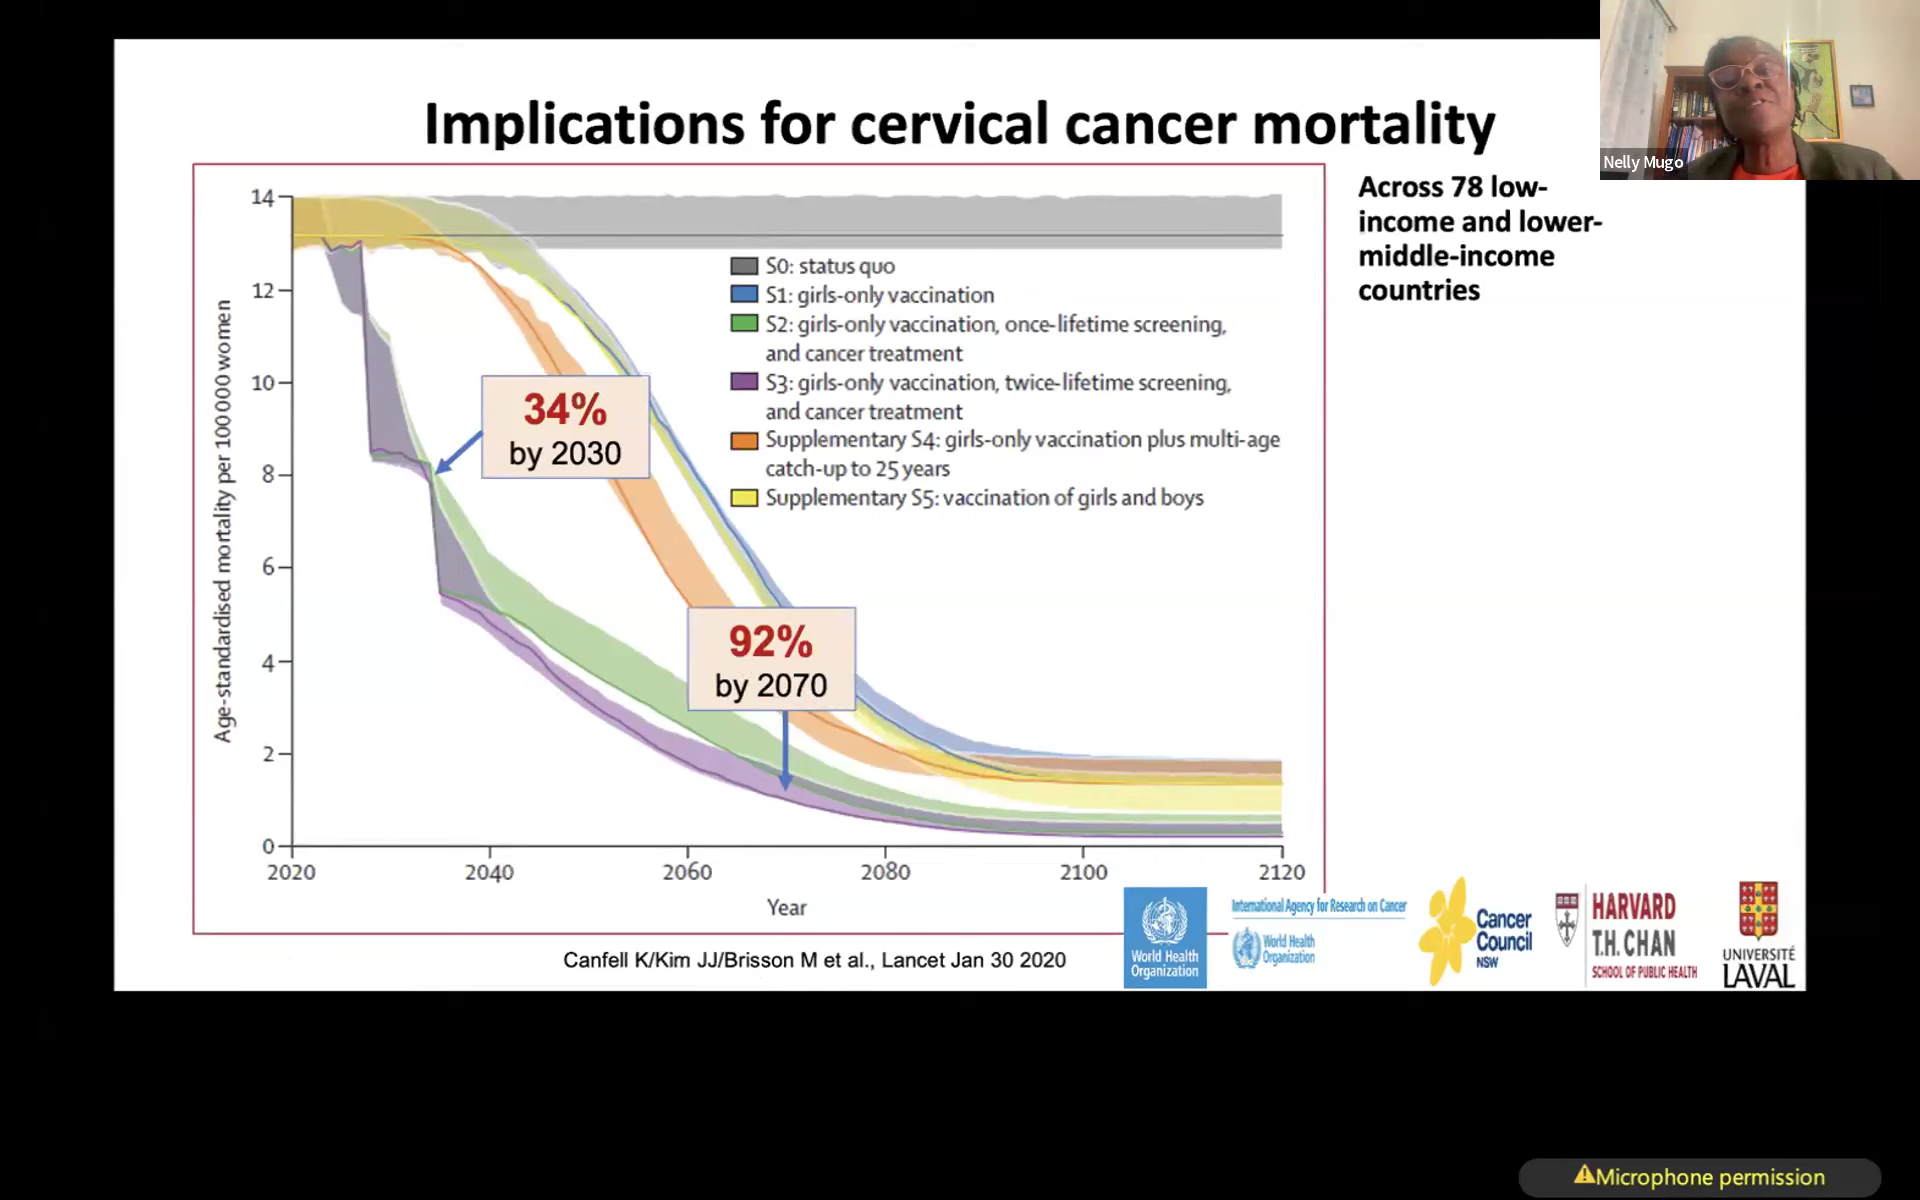 Implications for cervical cancer mortality
Nelly Mugo
Across 78 low-
income and lower-
middle-income
countries
Age-standardised mortality per 100 000 women
14
12
10
8
6
4
2
0
S0: status quo
S1: girls-only vaccination
S2: girls-only vaccination, once-lifetime screening,
and cancer treatment
S3: girls-only vaccination, twice-lifetime screening,
and cancer treatment
Supplementary S4: girls-only vaccination plus multi-age
catch-up to 25 years
Supplementary S5: vaccination of girls and boys
34%
by 2030
92%
by 2070
2020 2040 2060 2080 2100 2120
Year
Canfell K/Kim JJ/Brisson M et al., Lancet Jan 30 2020
World Health
Organization
International Agency for Research on Cancer
World Health
Organization
Cancer
Council
NSW
HARVARD
T.H. CHAN
SCHOOL OF PUBLIC HEALTH
UNIVERSITÉ
LAVAL
Microphone permission